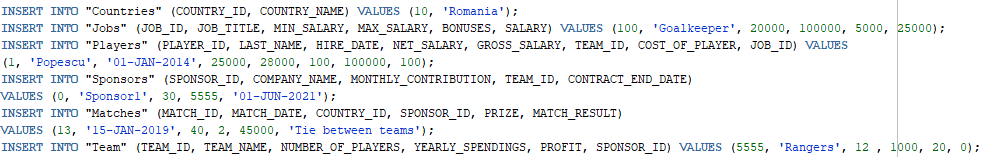 INSERT INTO "Countries" (COUNTRY_ID, COUNTRY_NAME) VALUES (10, 'Romania');
INSERT INTO "Jobs" (JOB_ID, JOB_TITLE, MIN_SALARY, MAX_SALARY, BONUSES, SALARY) VALUES (100, 'Goalkeeper', 20000, 100000, 5000, 25000);
INSERT INTO "Players" (PLAYER_ID, LAST_NAME, HIRE_DATE, NET_SALARY, GROSS_SALARY, TEAM_ID, COST_OF_PLAYER, JOB_ID) VALUES
(1, 'Popescu', '01-JAN-2014', 25000, 28000, 100, 100000, 100);
INSERT INTO "Sponsors" (SPONSOR_ID, COMPANY_NAME, MONTHLY_CONTRIBUTION, TEAM_ID, CONTRACT_END_DATE)
VALUES (0, 'Sponsor1', 30, 5555, '01-JUN-2021');
INSERT INTO "Matches" (MATCH_ID, MATCH_DATE, COUNTRY_ID, SPONSOR_ID, PRIZE, MATCH_RESULT)
VALUES (13, '15-JAN-2019', 40, 2, 45000, 'Tie between teams');
INSERT INTO "Team" (TEAM_ID, TEAM_NAME, NUMBER_OF_PLAYERS, YEARLY_SPENDINGS, PROFIT, SPONSOR_ID) VALUES (5555, 'Rangers', 12 , 1000, 20, 0);